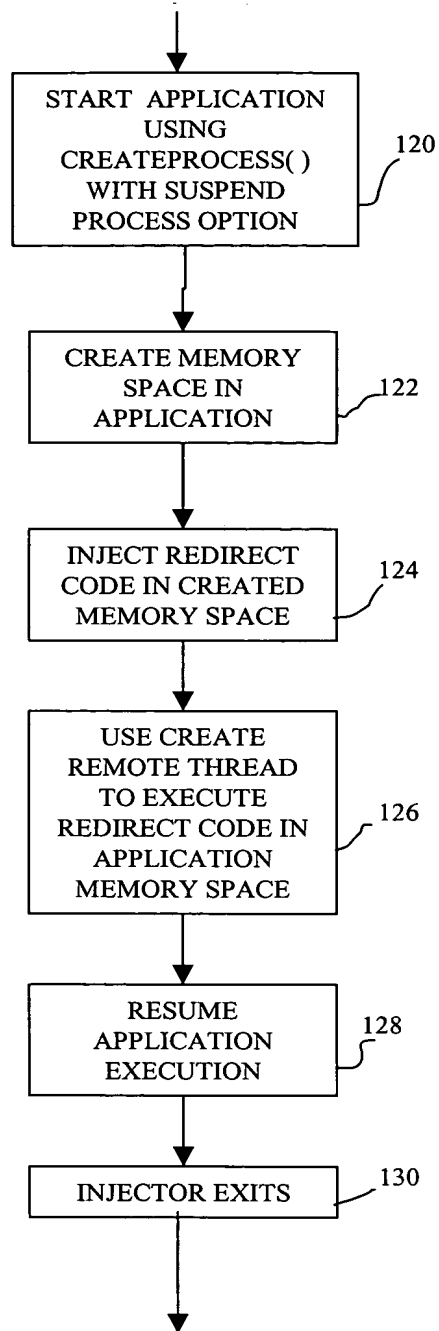 START APPLICATION
USING
CREATEPROCESS( )
WITH SUSPEND
PROCESS OPTION
120
CREATE MEMORY
SPACE IN
APPLICATION
122
INJECT REDIRECT
CODE IN CREATED
MEMORY SPACE
124
USE CREATE
REMOTE THREAD
TO EXECUTE
REDIRECT CODE IN
APPLICATION
MEMORY SPACE
126
RESUME
APPLICATION
EXECUTION
128
INJECTOR EXITS
130